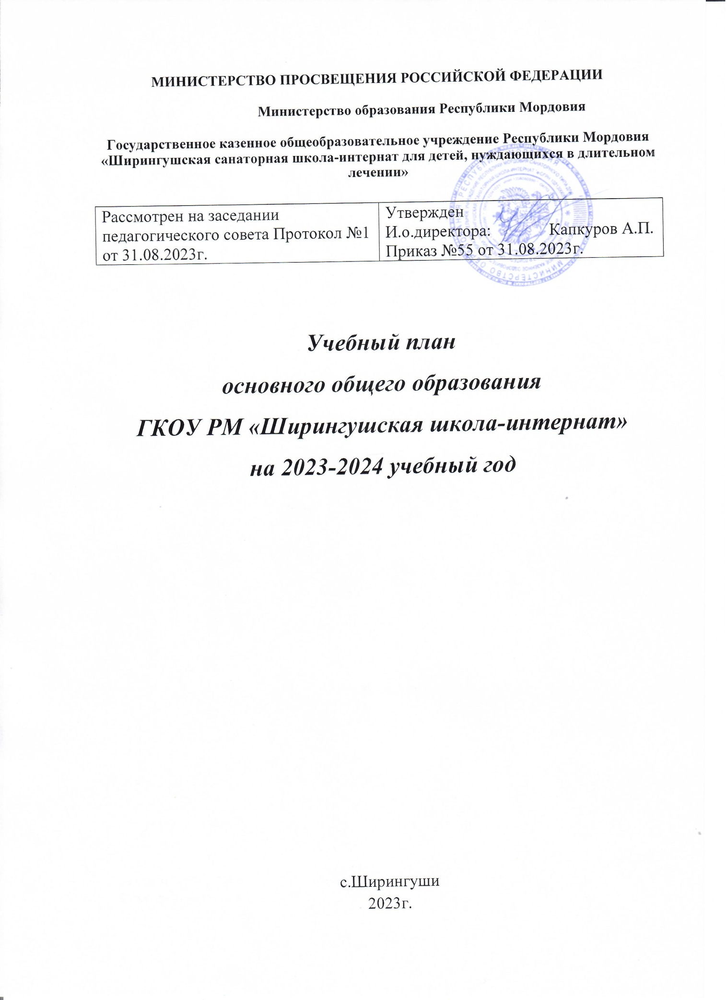 МИНИСТЕРСТВО ПРОСВЕЩЕНИЯ РОССИЙСКОЙ ФЕДЕРАЦИИ
Министерство образования Республики Мордовия
Государственное казенное общеобразовательное учреждение Республики Мордовия
«Ширингушская санаторная школа-интернат для детей, нуждающихся в длительном
лечении»
Рассмотрен на заседании
педагогического совета Протокол №1
от 31.08.2023г.
Утвержден
И.о.директора: Капкуров А.П.
Приказ №55 от 31.08.2023г.
Учебный план
основного общего образования
ГКОУ РМ «Ширингушская школа-интернат»
на 2023-2024 учебный год
с.Ширингуши
2023г.